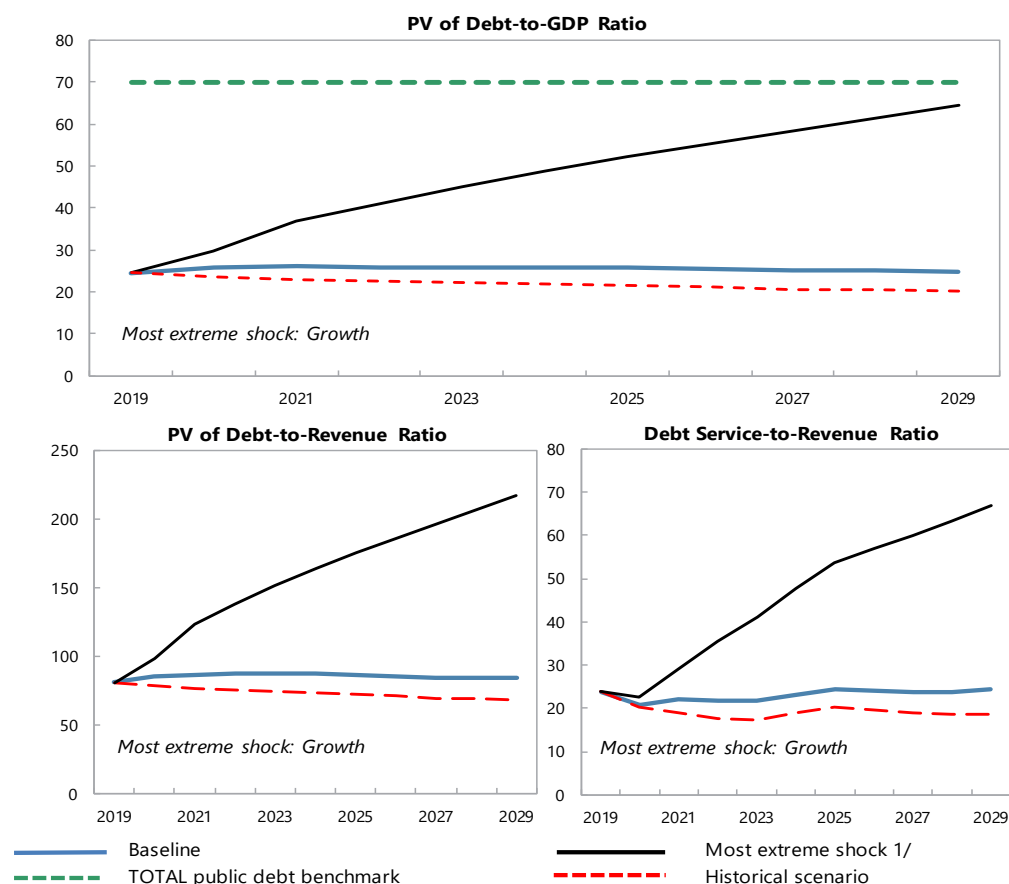 PV of Debt-to-GDP Ratio
80
70
60
50
40
30
20
10
0
Most extreme shock: Growth
2019 2021 2023 2025 2027 2029
PV of Debt-to-Revenue Ratio
250
200
150
100
50
0
Most extreme shock: Growth
2019 2021 2023 2025 2027 2029
Debt Service-to-Revenue Ratio
80
70
60
50
40
30
20
10
0
Most extreme shock: Growth
2019 2021 2023 2025 2027 2029
Baseline
Most extreme shock 1/
TOTAL public debt benchmark
Historical scenario